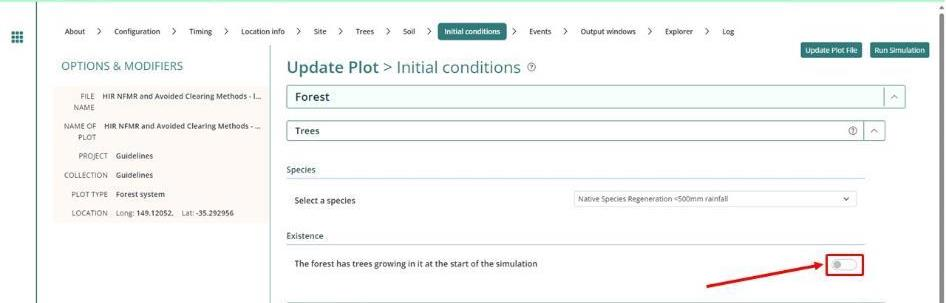 About > Configuration > Timing > Location info > Site > Trees > Soil > Initial conditions > Events > Output windows > Explorer > Log
Update Plot File Run Simulation
OPTIONS & MODIFIERS
Update Plot > Initial conditions
FILE NAME HIR NFMR and Avoided Clearing Methods - I...
NAME OF PLOT HIR NFMR and Avoided Clearing Methods - ...
PROJECT Guidelines
COLLECTION Guidelines
PLOT TYPE Forest system
LOCATION Long: 149.12052, Lat: -35.292956
Forest
Trees
Species
Select a species Native Species Regeneration <500mm rainfall
Existence
The forest has trees growing in it at the start of the simulation